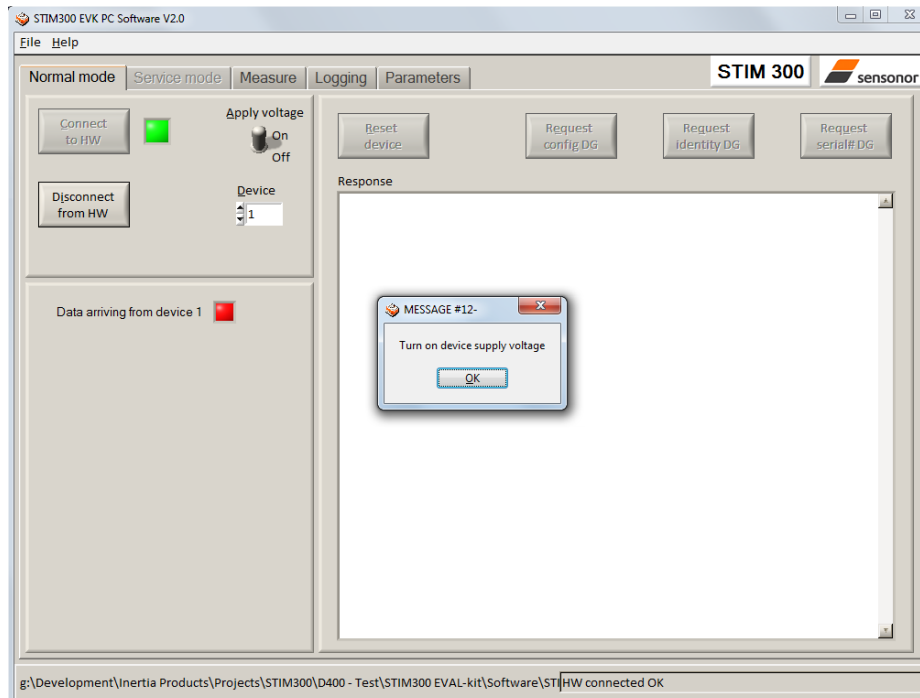 STIM300 EVK PC Software V2.0
File Help
Normal mode Service mode Measure Logging Parameters
STIM 300 sensonor
Connect
to HW
Apply voltage
On
Off
Disconnect
from HW
Device
1
Reset
device
Request
config DG
Request
identity DG
Request
serial# DG
Response
Data arriving from device 1
MESSAGE #12-
Turn on device supply voltage
OK
g:\Development\Inertia Products\Projects\STIM300\D400 - Test\STIM300 EVAL-kit\Software\STI HW connected OK